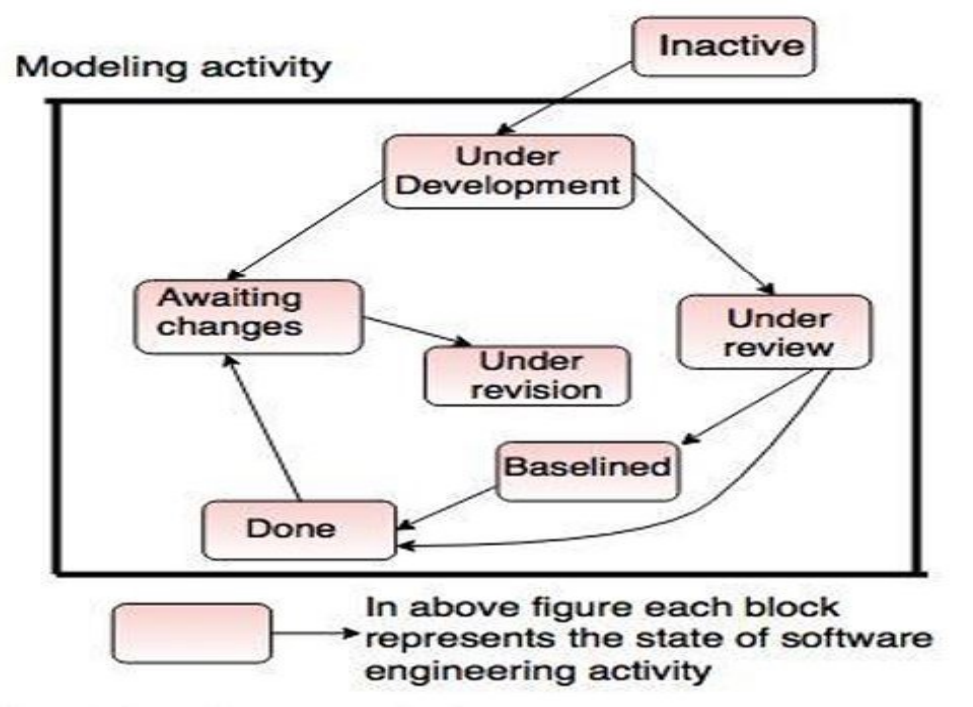 Inactive
Modeling activity
Under
Development
Awaiting
changes
Under
review
Under
revision
Baselined
Done
In above figure each block
represents the state of software
engineering activity